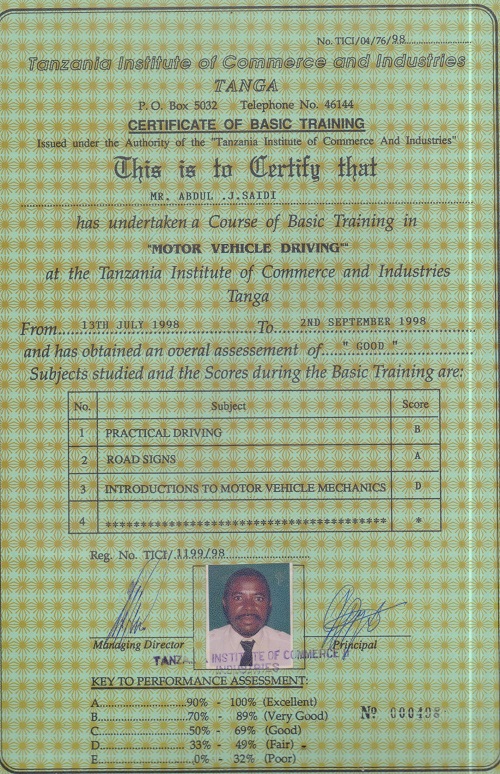 No. TICI/04/76/98
Tanzania Institute of Commerce and Industries
TANGA
P. O. Box 5032 Telephone No. 46144
CERTIFICATE OF BASIC TRAINING
Issued under the Authority of the "Tanzania Institute of Commerce And Industries"
This is to Certify that
MR. ABDUL .J.SAIDI
has undertaken a Course of Basic Training in
"MOTOR VEHICLE DRIVING""
at the Tanzania Institute of Commerce and Industries
Tanga
From....13TH JULY 1998....To....2ND SEPTEMBER 1998
and has obtained an overal assessment of...." GOOD "....
Subjects studied and the Scores during the Basic Training are:
No. Subject Score
1 PRACTICAL DRIVING B
2 ROAD SIGNS A
3 INTRODUCTIONS TO MOTOR VEHICLE MECHANICS D
4 **************************************** *
Reg. No. TICI/1199/98
Managing Director Principal
TANZA INSTITUTE OF COMMERCE &
INDUSTRIES
KEY TO PERFORMANCE ASSESSMENT:
A....90% - 100% (Excellent)
B....70% - 89% (Very Good)
C....50% - 69% (Good)
D....33% - 49% (Fair)
E....0% - 32% (Poor)
Nº 000498